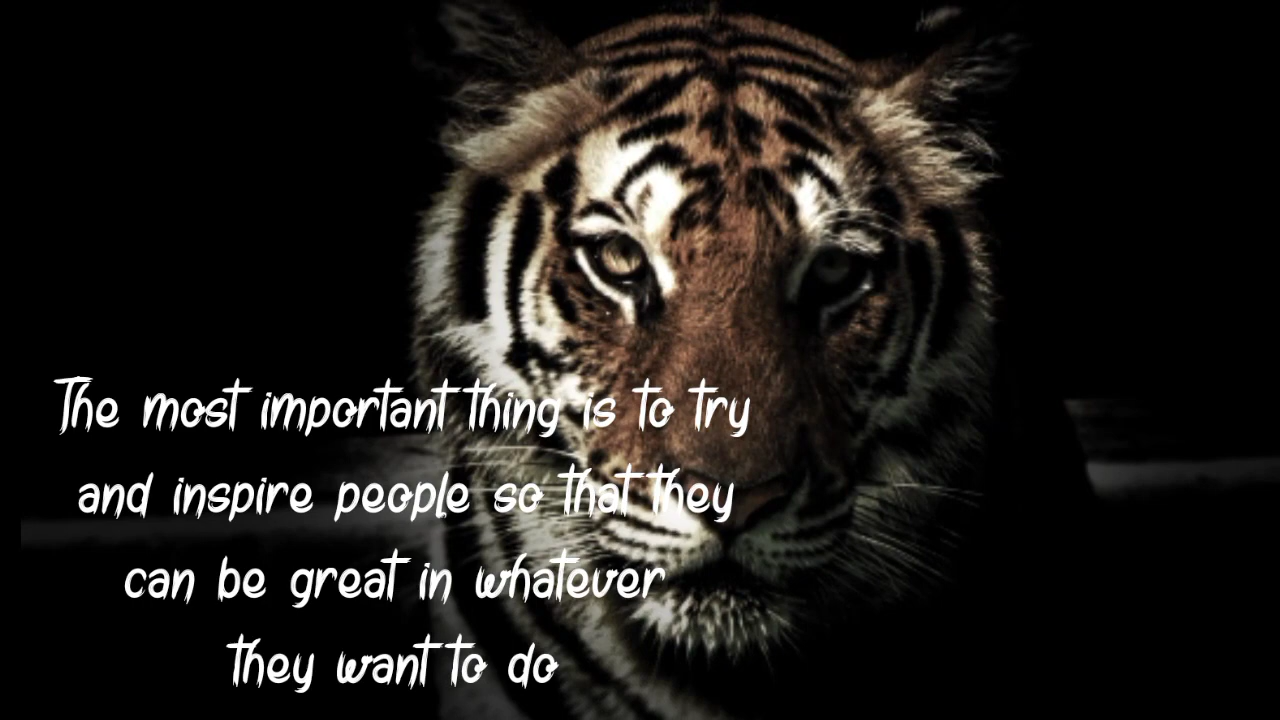 The most important thing is to try
and inspire people so that they
can be great in whatever
they want to do